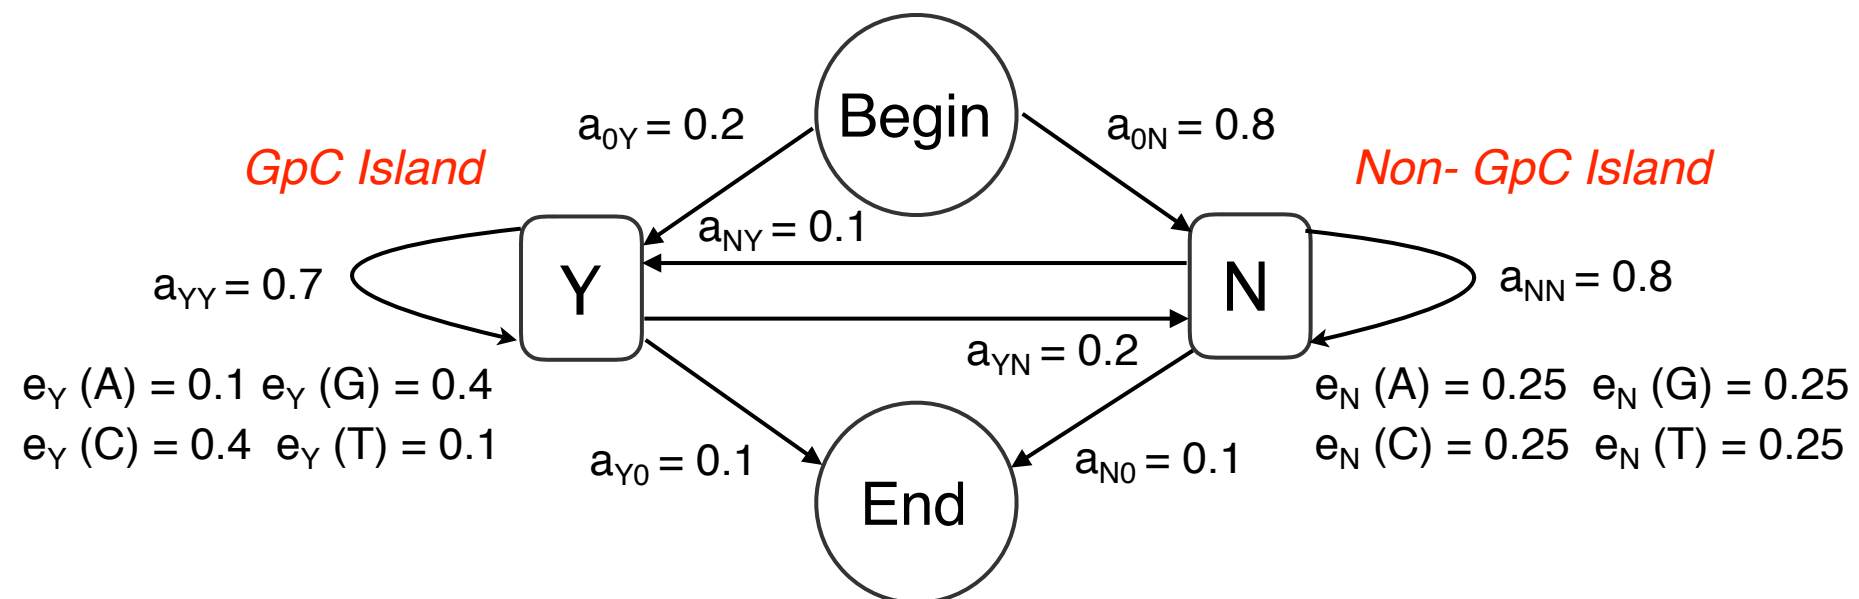 Begin
a0Y = 0.2
a0N = 0.8
GpC Island
Non- GpC Island
aNY = 0.1
Y
N
aYY = 0.7
aNN = 0.8
aYN = 0.2
eY (A) = 0.1 eY (G) = 0.4
eN (A) = 0.25 eN (G) = 0.25
eY (C) = 0.4 eY (T) = 0.1
eN (C) = 0.25 eN (T) = 0.25
aY0 = 0.1
aN0 = 0.1
End